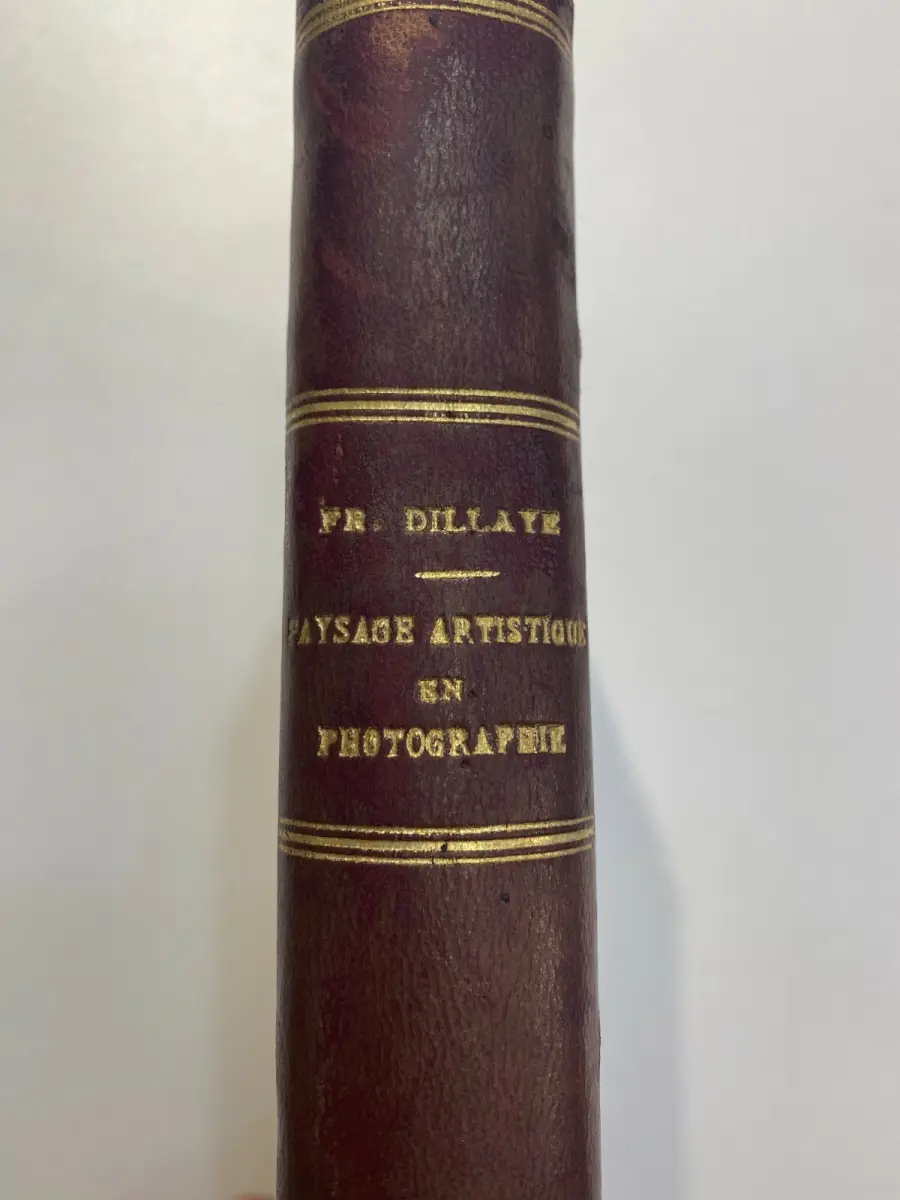 FR. DILLAYE
PAYSAGE ARTISTIQUE
EN
PHOTOGRAPHIE